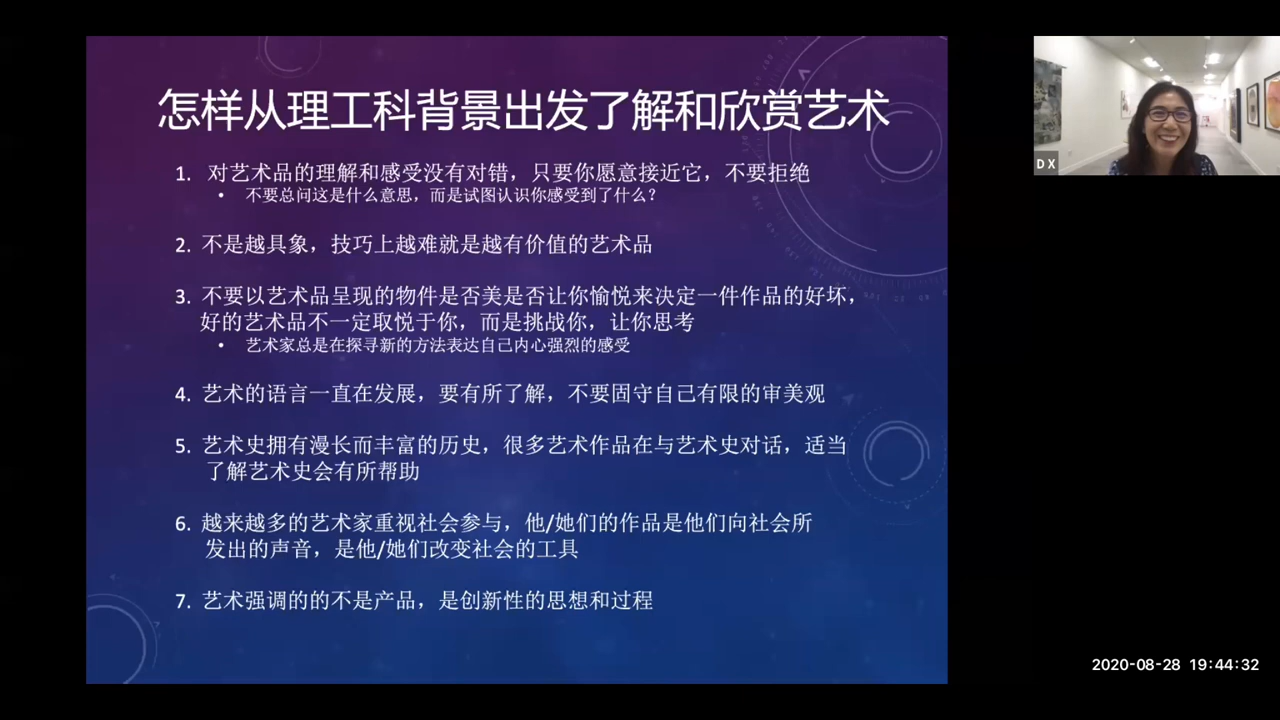 怎样从理工科背景出发了解和欣赏艺术
1. 对艺术品的理解和感受没有对错，只要你愿意接近它，不要拒绝
• 不要总问这是什么意思，而是试图认识你感受到了什么？
2. 不是越具象，技巧上越难就是越有价值的艺术品
3. 不要以艺术品呈现的物件是否美是否让你愉悦来决定一件作品的好坏，
好的艺术品不一定取悦于你，而是挑战你，让你思考
• 艺术家总是在探寻新的方法表达自己内心强烈的感受
4. 艺术的语言一直在发展，要有所了解，不要固守自己有限的审美观
5. 艺术史拥有漫长而丰富的历史，很多艺术作品在与艺术史对话，适当
了解艺术史会有所帮助
6. 越来越多的艺术家重视社会参与，他/她们的作品是他们向社会所
发出的声音，是他/她们改变社会的工具
7. 艺术强调的的不是产品，是创新性的思想和过程
D X
2020-08-28 19:44:32